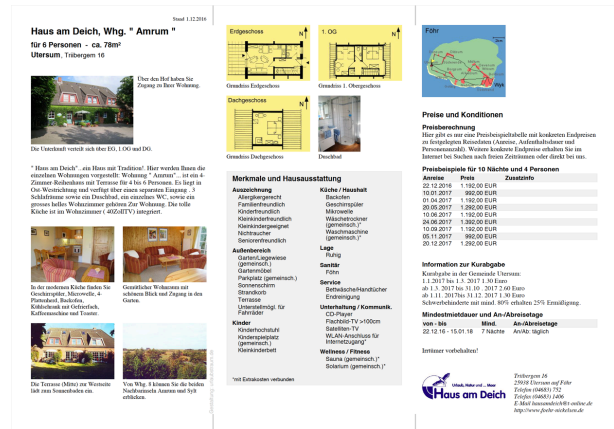 Stand 1.12.2016
Haus am Deich, Whg. " Amrum "
für 6 Personen - ca. 78m²
Utersum, Triibergem 16
Über den Hof haben Sie
Zugang zu Ihrer Wohnung.
Die Unterkunft verteilt sich über EG, 1.OG und DG.
" Haus am Deich" ...ein Haus mit Tradition!. Hier werden Ihnen die
einzelnen Wohnungen vorgestellt: Wohnung " Amrum"... ist ein 4-
Zimmer-Reihenhaus mit Terrasse für 4 bis 6 Personen. Es liegt in
Ost-Westrichtung und verfügt über einen separaten Eingang . 3
Schlafräume sowie ein Duschbad, ein einzelnes WC, sowie ein
grosses helles Wohnzimmer gehören Zur Wohnung. Die tolle
Küche ist im Wohnzimmer ( 40ZollTV) integriert.
In der modernen Küche finden Sie
Geschirrspüler, Microwelle, 4-
Plattenherd, Backofen,
Kühlschrank mit Gefrierfach,
Kaffeemaschine und Toaster.
Gemütlicher Wohnraum mit
schönem Blick und Zugang in den
Garten.
Die Terrasse (Mitte) zur Westseite
lädt zum Sonnenbaden ein.
Von Whg. 8 können Sie die beiden
Nachbarinseln Amrum und Sylt
erblicken.
Erdgeschoss
N
Grundriss Erdgeschoss
1. OG
N
Grundriss 1. Obergeschoss
Dachgeschoss
N
Grundriss Dachgeschoss
Duschbad
Merkmale und Hausausstattung
Auszeichnung
Allergikergerecht
Familienfreundlich
Kinderfreundlich
Kleinkinderfreundlich
Kleinkindergeeignet
Nichtraucher
Seniorenfreundlich
Außenbereich
Garten/Liegewiese
(gemeinsch.)
Gartenmöbel
Parkplatz (gemeinsch.)
Sonnenschirm
Strandkorb
Terrasse
Unterstellmögl. für
Fahrräder
Kinder
Kinderhochstuhl
Kinderspielplatz
(gemeinsch.)
Kleinkinderbett
Küche / Haushalt
Backofen
Geschirrspüler
Mikrowelle
Wäschetrockner
(gemeinsch.)*
Waschmaschine
(gemeinsch.)*
Lage
Ruhig
Sanitär
Föhn
Service
Bettwäsche/Handtücher
Endreinigung
Unterhaltung / Kommunik.
CD-Player
Flachbild-TV >100cm
Satelliten-TV
WLAN-Anschluss für
Internetzugang*
Wellness / Fitness
Sauna (gemeinsch.)*
Solarium (gemeinsch.)*
*mit Extrakosten verbunden
Föhr
Wyk
Preise und Konditionen
Preisberechnung
Hier gibt es nur eine Preisbeispieltabelle mit konkreten Endpreisen
zu festgelegten Reisedaten (Anreise, Aufenthaltsdauer und
Personenanzahl). Weitere konkrete Endpreise erhalten Sie im
Internet bei Suchen nach freien Zeiträumen oder direkt bei uns.
Preisbeispiele für 10 Nächte und 4 Personen
Anreise Preis Zusatzinfo
22.12.2016 1.192,00 EUR
10.01.2017 992,00 EUR
01.04.2017 1.192,00 EUR
20.05.2017 1.292,00 EUR
10.06.2017 1.192,00 EUR
24.06.2017 1.392,00 EUR
10.09.2017 1.192,00 EUR
05.11.2017 992,00 EUR
20.12.2017 1.292,00 EUR
Information zur Kurabgabe
Kurabgabe in der Gemeinde Utersum:
1.1.2017 bis 1.3. 2017 1.30 Euro
ab 1.3. 2017 bis 31.10 . 2017 2.60 Euro
ab 1.11. 2017bis 31.12. 2017 1.30 Euro
Schwerbehinderte mit mind. 80% erhalten 25% Ermäßigung.
Mindestmietdauer und An-/Abreisetage
von - bis Mind. An-/Abreisetage
22.12.16 - 15.01.18 7 Nächte An/Ab: täglich
Irrtümer vorbehalten!
Urlaub, Natur und ... Meer
Haus am Deich
Triibergem 16
25938 Utersum auf Föhr
Telefon (04683) 752
Telefax (04683) 1406
E.Mail hausamdeich@t-online.de
http://www.foehr-nickelsen.de